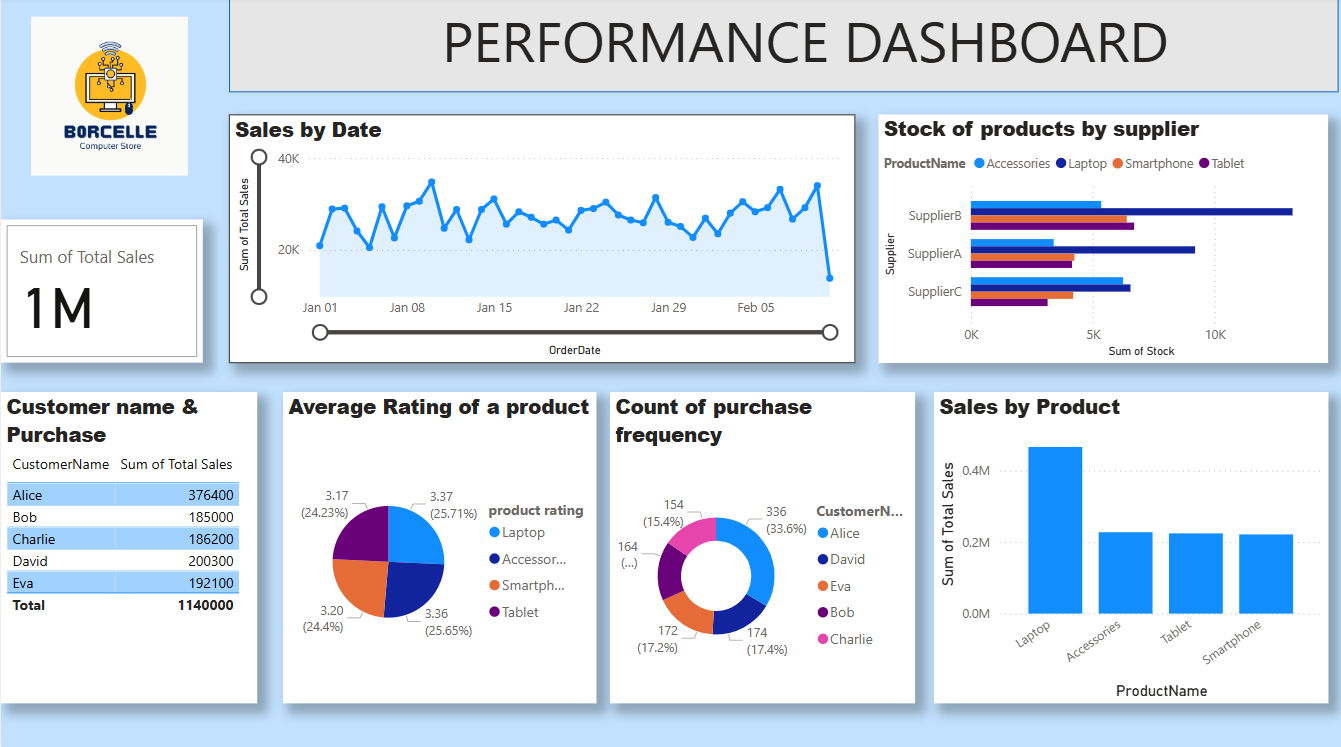 PERFORMANCE DASHBOARD
BORCELLE
Computer Store
Sum of Total Sales
1M
Sales by Date
Sum of Total Sales
40K
20K
Jan 01 Jan 08 Jan 15 Jan 22 Jan 29 Feb 05
OrderDate
Stock of products by supplier
ProductName Accessories Laptop Smartphone Tablet
Supplier
SupplierB
SupplierA
SupplierC
0K 5K 10K
Sum of Stock
Customer name &
Purchase
CustomerName Sum of Total Sales
Alice 376400
Bob 185000
Charlie 186200
David 200300
Eva 192100
Total 1140000
Average Rating of a product
3.17
(24.23%)
3.37
(25.71%)
3.20
(24.4%)
3.36
(25.65%)
product rating
Laptop
Accessor...
Smartph...
Tablet
Count of purchase
frequency
154
(15.4%)
336
(33.6%)
164
(...)
172
(17.2%)
174
(17.4%)
CustomerN...
Alice
David
Eva
Bob
Charlie
Sales by Product
Sum of Total Sales
0.4M
0.2M
0.0M
Laptop Accessories Tablet Smartphone
ProductName